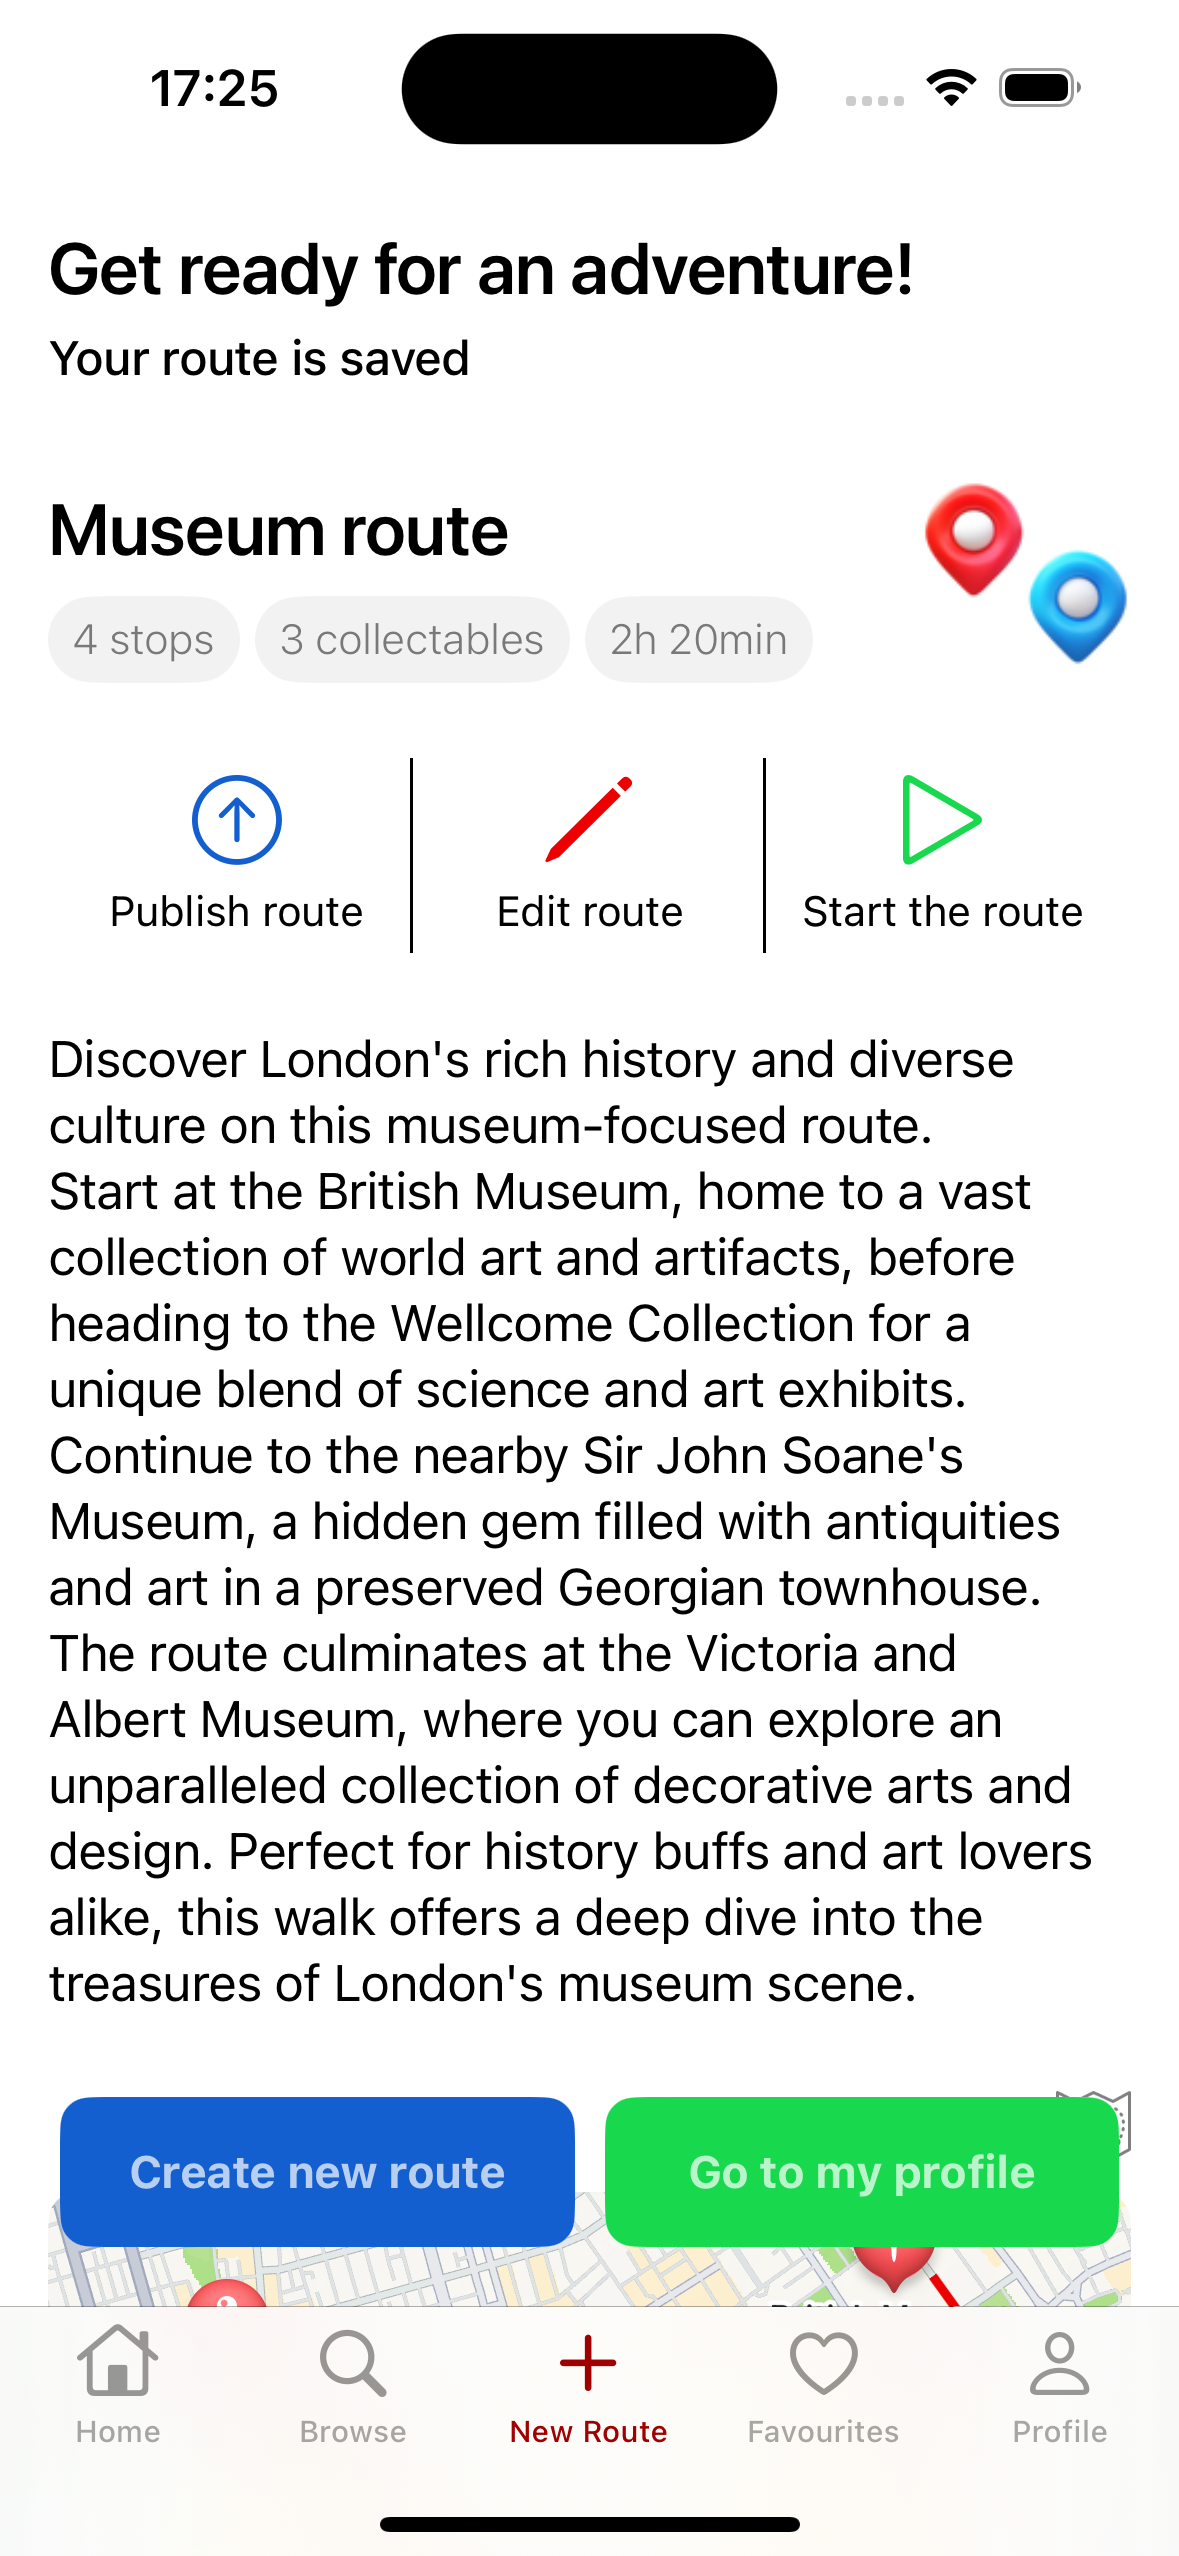 17:25
Get ready for an adventure!
Your route is saved
Museum route
4 stops
3 collectables
2h 20min
Publish route
Edit route
Start the route
Discover London's rich history and diverse
culture on this museum-focused route.
Start at the British Museum, home to a vast
collection of world art and artifacts, before
heading to the Wellcome Collection for a
unique blend of science and art exhibits.
Continue to the nearby Sir John Soane's
Museum, a hidden gem filled with antiquities
and art in a preserved Georgian townhouse.
The route culminates at the Victoria and
Albert Museum, where you can explore an
unparalleled collection of decorative arts and
design. Perfect for history buffs and art lovers
alike, this walk offers a deep dive into the
treasures of London's museum scene.
Create new route
Go to my profile
Home
Browse
New Route
Favourites
Profile